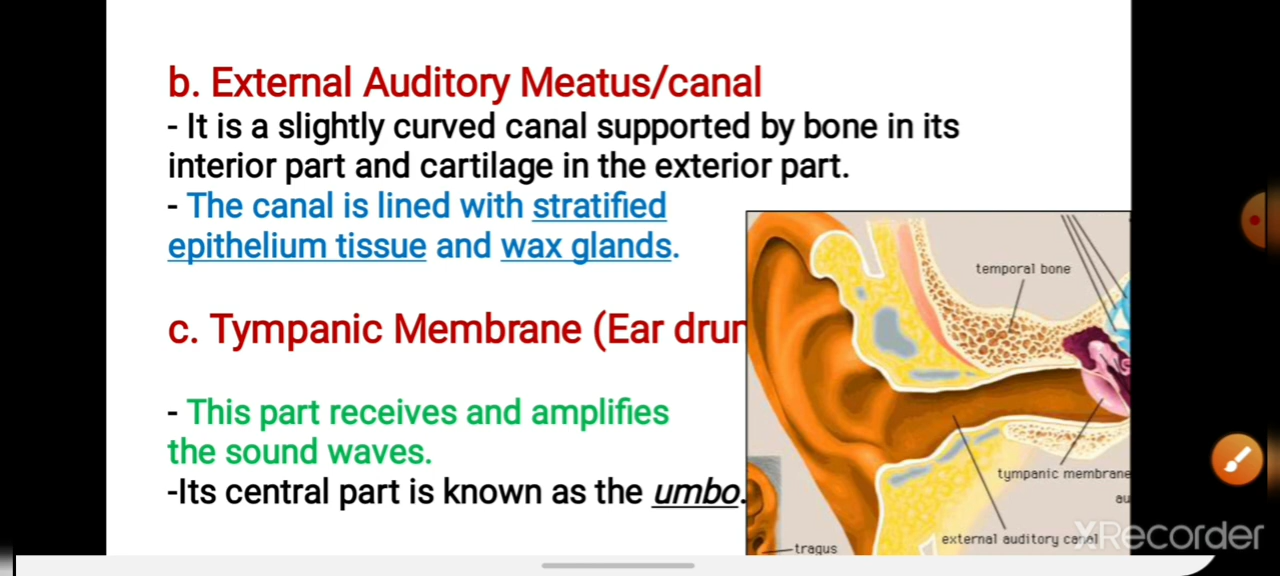 b. External Auditory Meatus/canal
- It is a slightly curved canal supported by bone in its
interior part and cartilage in the exterior part.
- The canal is lined with stratified
epithelium tissue and wax glands.
c. Tympanic Membrane (Ear drum
- This part receives and amplifies
the sound waves.
-Its central part is known as the umbo.
temporal bone
tympanic membrane
au
external auditory canal
tragus
XRecorder